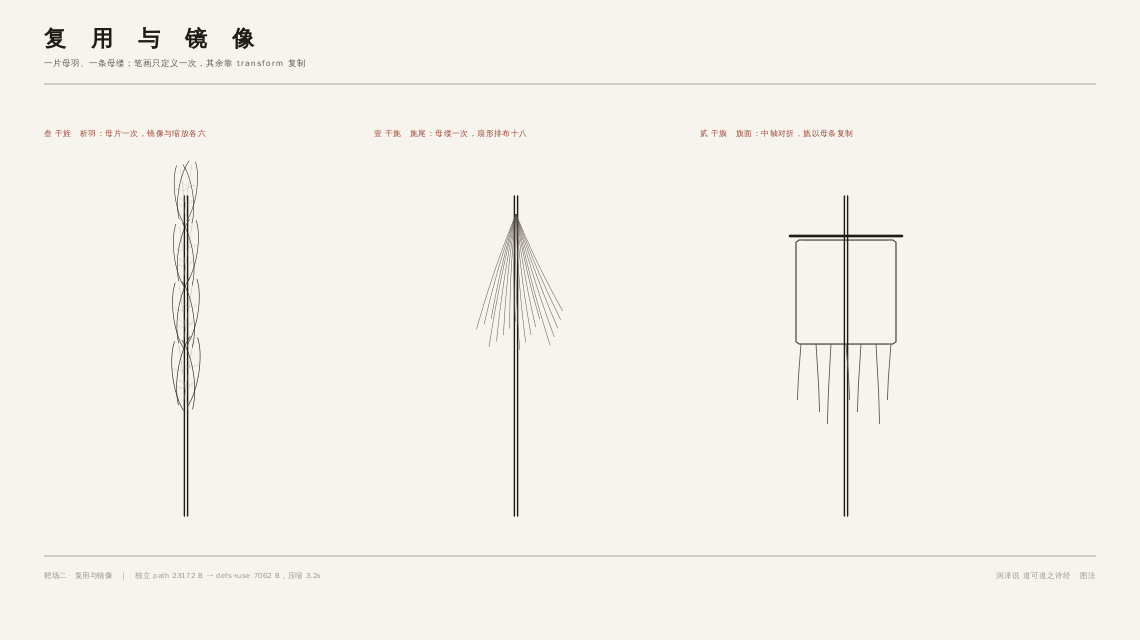 复用与镜像
一片母羽、一条母缕；笔画只定义一次，其余靠 transform 复制
叁 干旌　析羽：母片一次，镜像与缩放各六
壹 干旄　旄尾：母缕一次，扇形排布十八
贰 干旟　旟面：中轴对折，旒以母条复制
靶场二 · 复用与镜像　|　独立 path 23172 B → defs+use 7062 B，压缩 3.2x
润泽说 道可道之诗经 · 图法